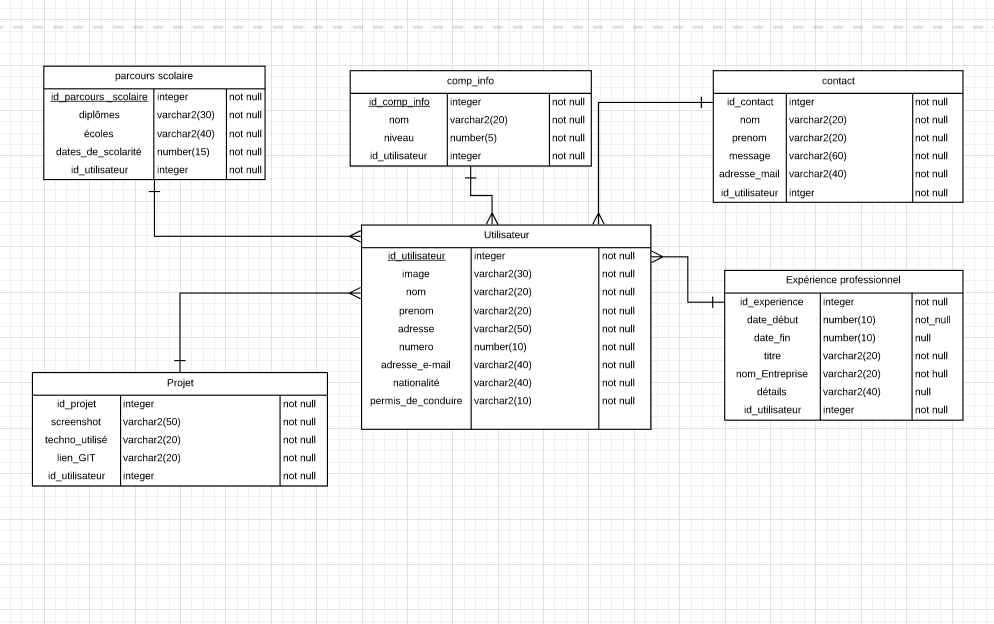 parcours scolaire
id_parcours_scolaire integer not null
diplômes varchar2(30) not null
écoles varchar2(40) not null
dates_de_scolarité number(15) not null
id_utilisateur integer not null
comp_info
id_comp_info integer not null
nom varchar2(20) not null
niveau number(5) not null
id_utilisateur integer not null
contact
id_contact intger not null
nom varchar2(20) not null
prenom varchar2(20) not null
message varchar2(60) not null
adresse_mail varchar2(40) not null
id_utilisateur intger not null
Utilisateur
id_utilisateur integer not null
image varchar2(30) not null
nom varchar2(20) not null
prenom varchar2(20) not null
adresse varchar2(50) not null
numero number(10) not null
adresse_e-mail varchar2(40) not null
nationalité varchar2(40) not null
permis_de_conduire varchar2(10) not null
Expérience professionnel
id_experience integer not null
date_début number(10) not_null
date_fin number(10) null
titre varchar2(20) not null
nom_Entreprise varchar2(20) not hull
détails varchar2(40) null
id_utilisateur integer not null
Projet
id_projet integer not null
screenshot varchar2(50) not null
techno_utilisé varchar2(20) not null
lien_GIT varchar2(20) not null
id_utilisateur integer not null